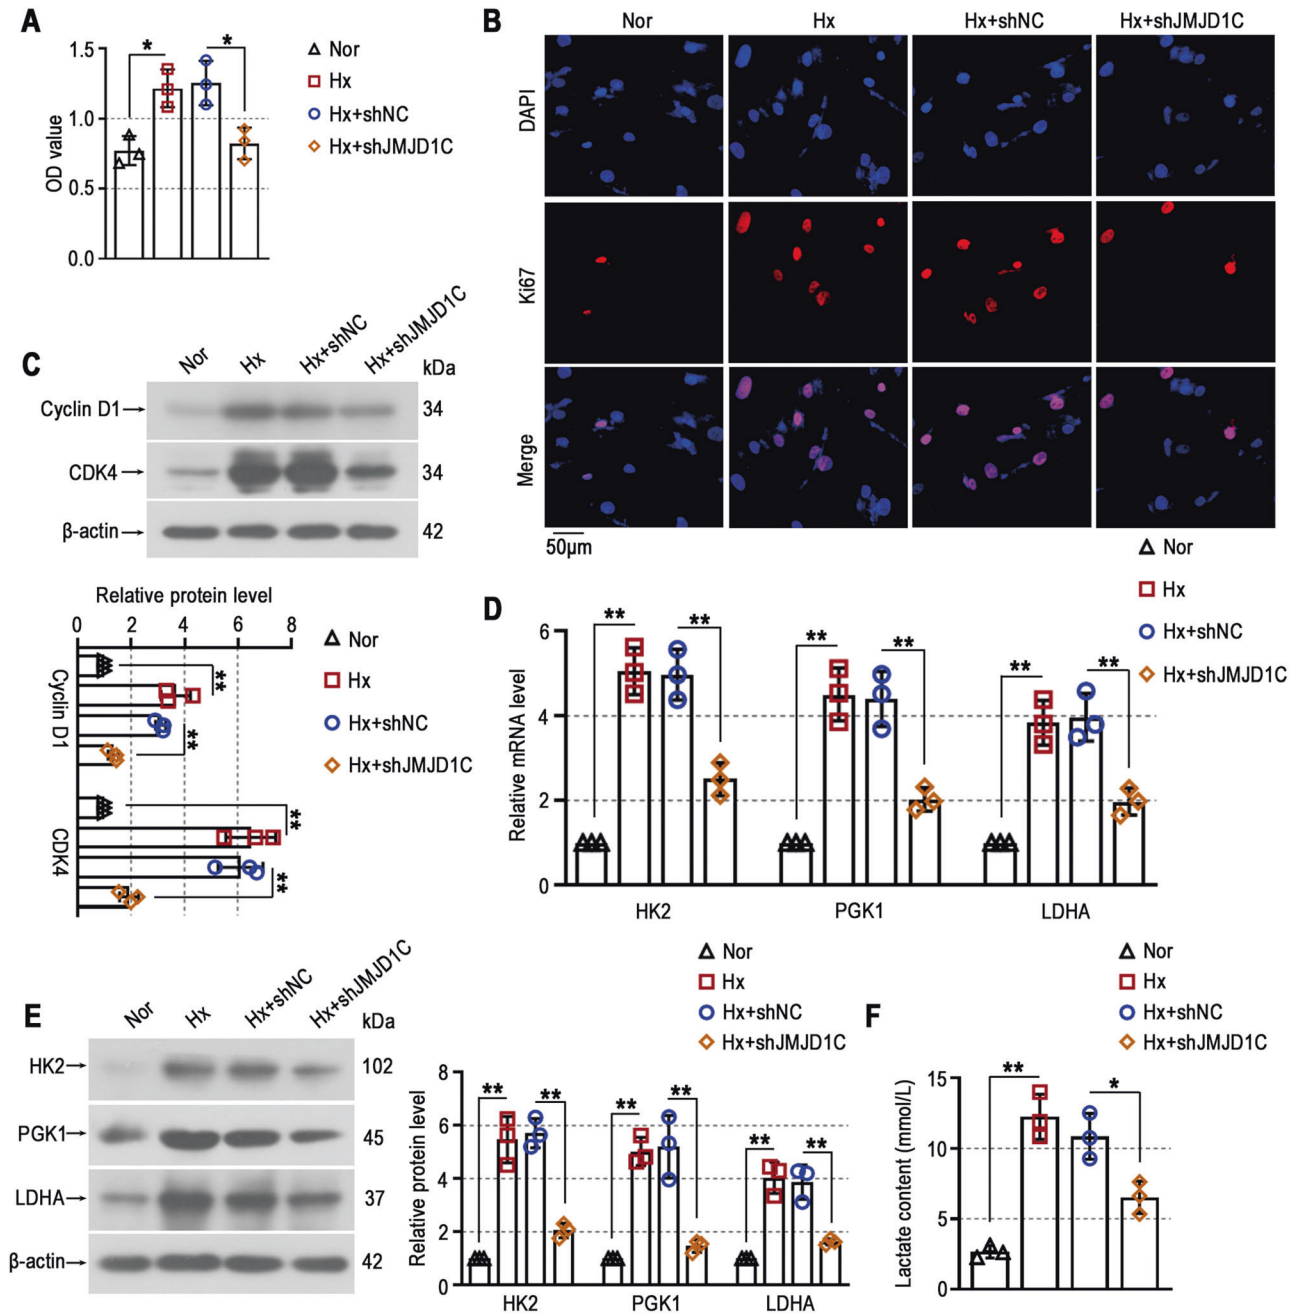 A
1.5
1.0
0.5
0.0
OD value
*
*
Nor
Hx
Hx+shNC
Hx+shJMJD1C
B
Nor
Hx
Hx+shNC
Hx+shJMJD1C
DAPI
Ki67
Merge
50μm
C
Nor
Hx
Hx+shNC
Hx+shJMJD1C
kDa
Cyclin D1
34
CDK4
34
β-actin
42
Relative protein level
0
2
4
6
8
Cyclin D1
CDK4
**
**
**
**
Nor
Hx
Hx+shNC
Hx+shJMJD1C
D
Nor
Hx
Hx+shNC
Hx+shJMJD1C
Relative mRNA level
6
4
2
0
**
**
**
**
**
**
HK2
PGK1
LDHA
E
Nor
Hx
Hx+shNC
Hx+shJMJD1C
kDa
HK2
102
PGK1
45
LDHA
37
β-actin
42
Nor
Hx
Hx+shNC
Hx+shJMJD1C
Relative protein level
8
6
4
2
0
**
**
**
**
**
**
HK2
PGK1
LDHA
F
Nor
Hx
Hx+shNC
Hx+shJMJD1C
Lactate content (mmol/L)
15
10
5
0
**
*